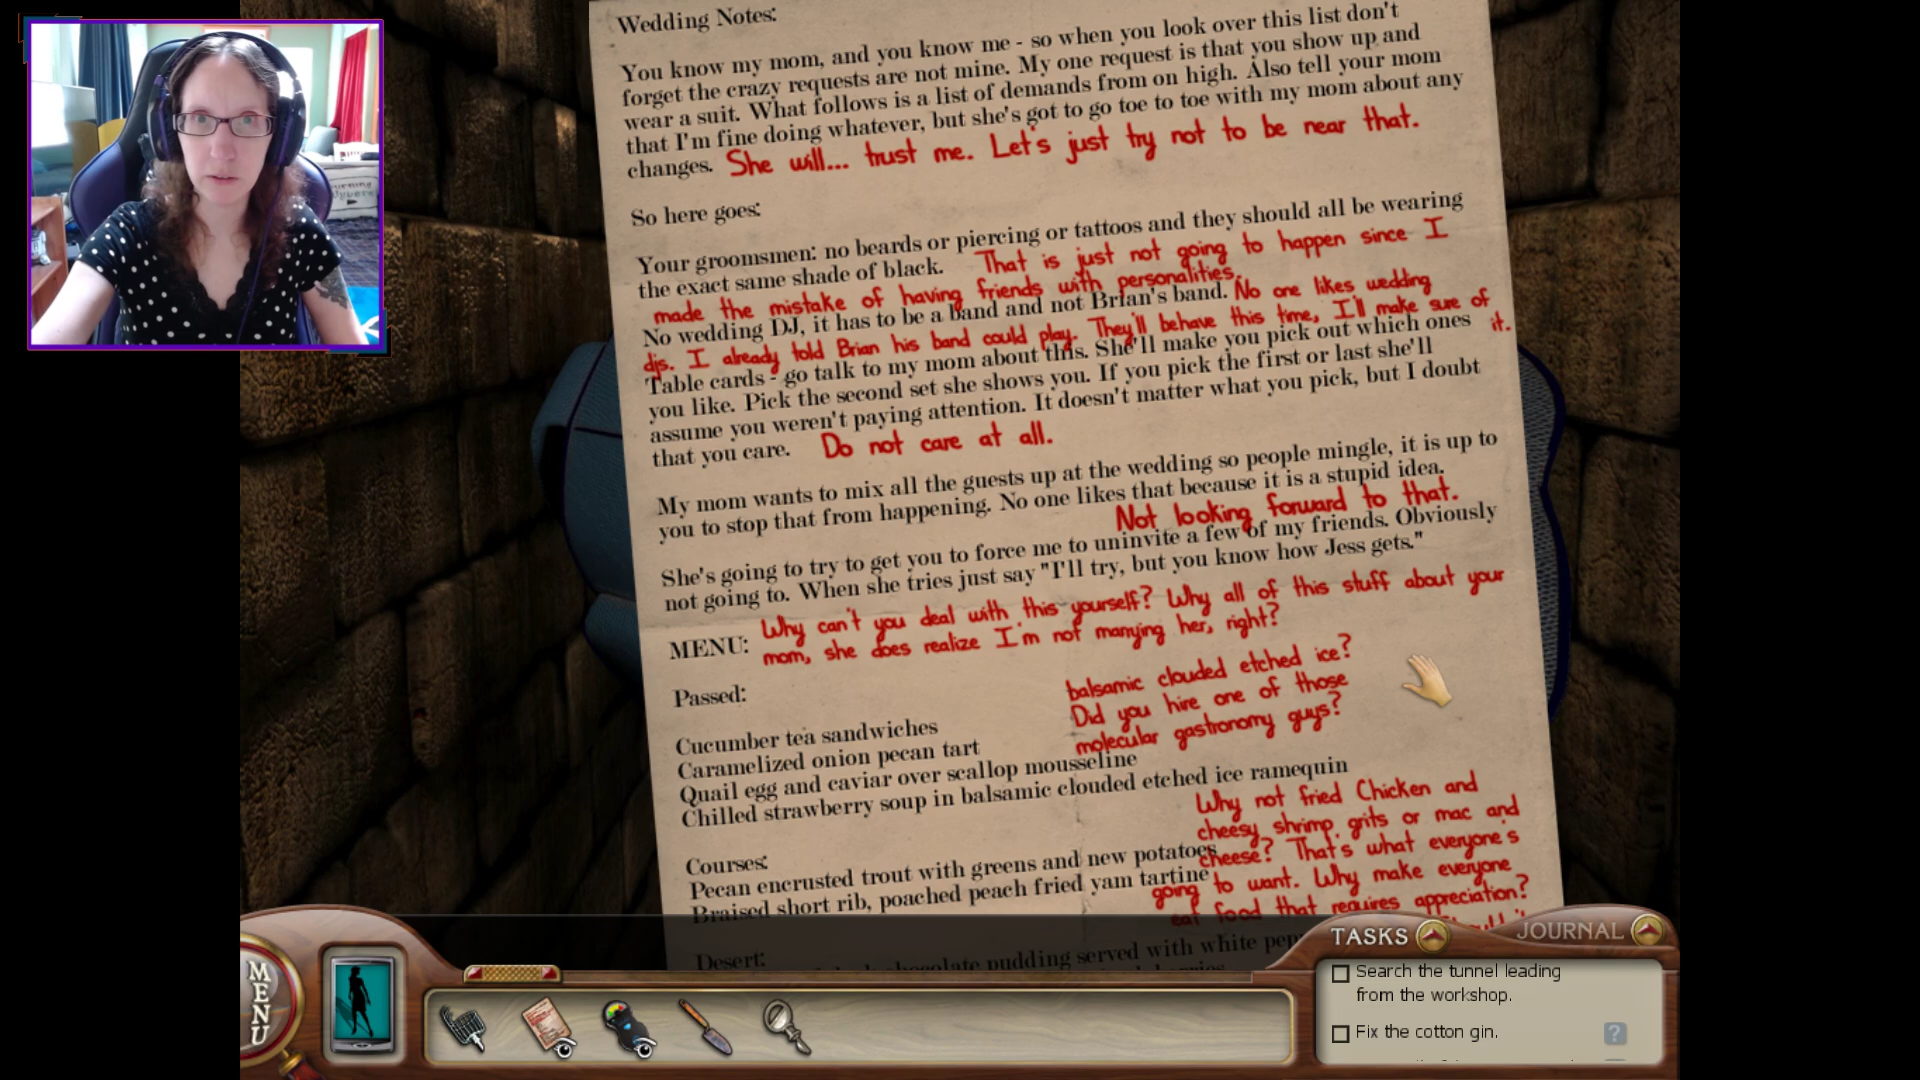 Wedding Notes:
You know my mom, and you know me - so when you look over this list don't
forget the crazy requests are not mine. My one request is that you show up and
wear a suit. What follows is a list of demands from on high. Also tell your mom
that I'm fine doing whatever, but she's got to go toe to toe with my mom about any
changes. She will... trust me. Let's just try not to be near that.
So here goes:
Your groomsmen: no beards or piercing or tattoos and they should all be wearing
the exact same shade of black. That is just not going to happen since I
made the mistake of having friends with personalities.
No wedding DJ, it has to be a band and not Brian's band. No one likes wedding
djs. I already told Brian his band could play. They'll behave this time, I'll make sure of
it.
Table cards - go talk to my mom about this. She'll make you pick out which ones
you like. Pick the second set she shows you. If you pick the first or last she'll
assume you weren't paying attention. It doesn't matter what you pick, but I doubt
that you care. Do not care at all.
My mom wants to mix all the guests up at the wedding so people mingle, it is up to
you to stop that from happening. No one likes that because it is a stupid idea.
Not looking forward to that.
She's going to try to get you to force me to uninvite a few of my friends. Obviously
not going to. When she tries just say "I'll try, but you know how Jess gets."
Why can't you deal with this yourself? Why all of this stuff about your
mom, she does realize I'm not marrying her, right?
MENU:
Passed:
balsamic clouded etched ice?
Did you hire one of those
molecular gastronomy guys?
Cucumber tea sandwiches
Caramelized onion pecan tart
Quail egg and caviar over scallop mousseline
Chilled strawberry soup in balsamic clouded etched ice ramequin
Why not fried Chicken and
cheesy shrimp grits or mac and
cheese? That's what everyone's
going to want. Why make everyone
eat food that requires appreciation?
Courses:
Pecan encrusted trout with greens and new potatoes
Braised short rib, poached peach fried yam tartine
Desert:
chocolate pudding served with white
MENU
TASKS
JOURNAL
Search the tunnel leading
from the workshop.
Fix the cotton gin.
?